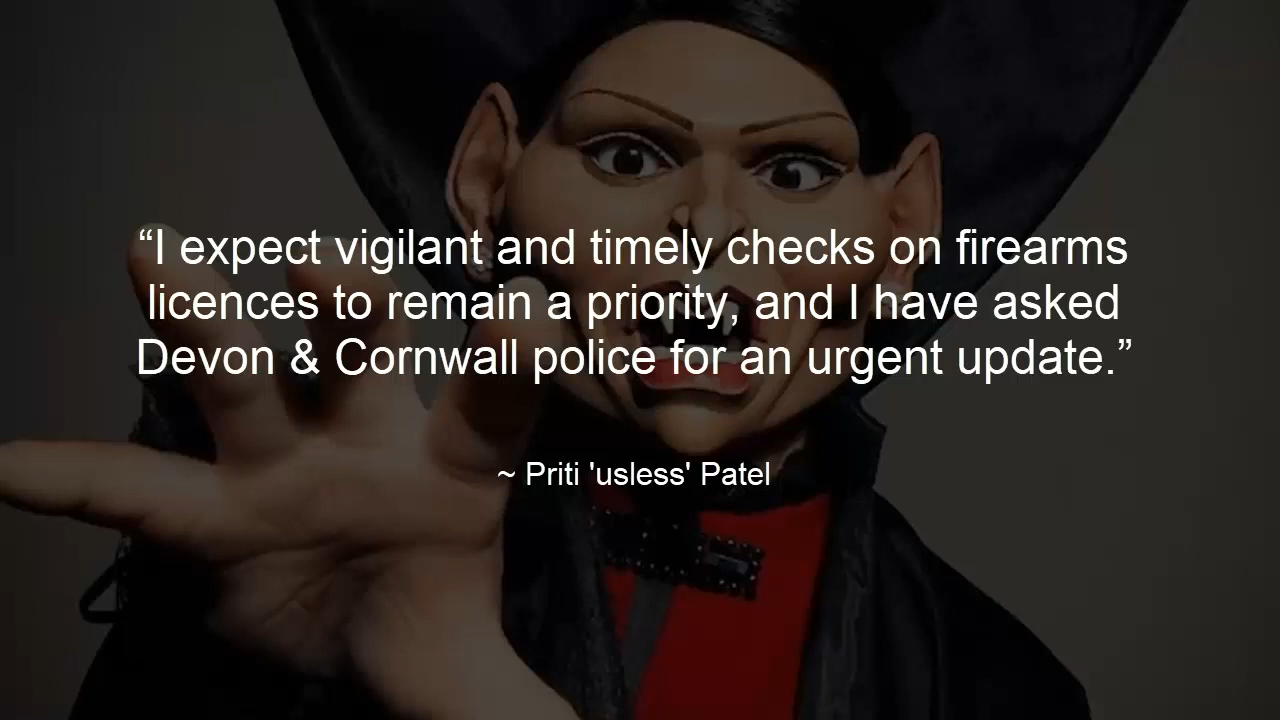 “I expect vigilant and timely checks on firearms
licences to remain a priority, and I have asked
Devon & Cornwall police for an urgent update.”
~ Priti 'usless' Patel